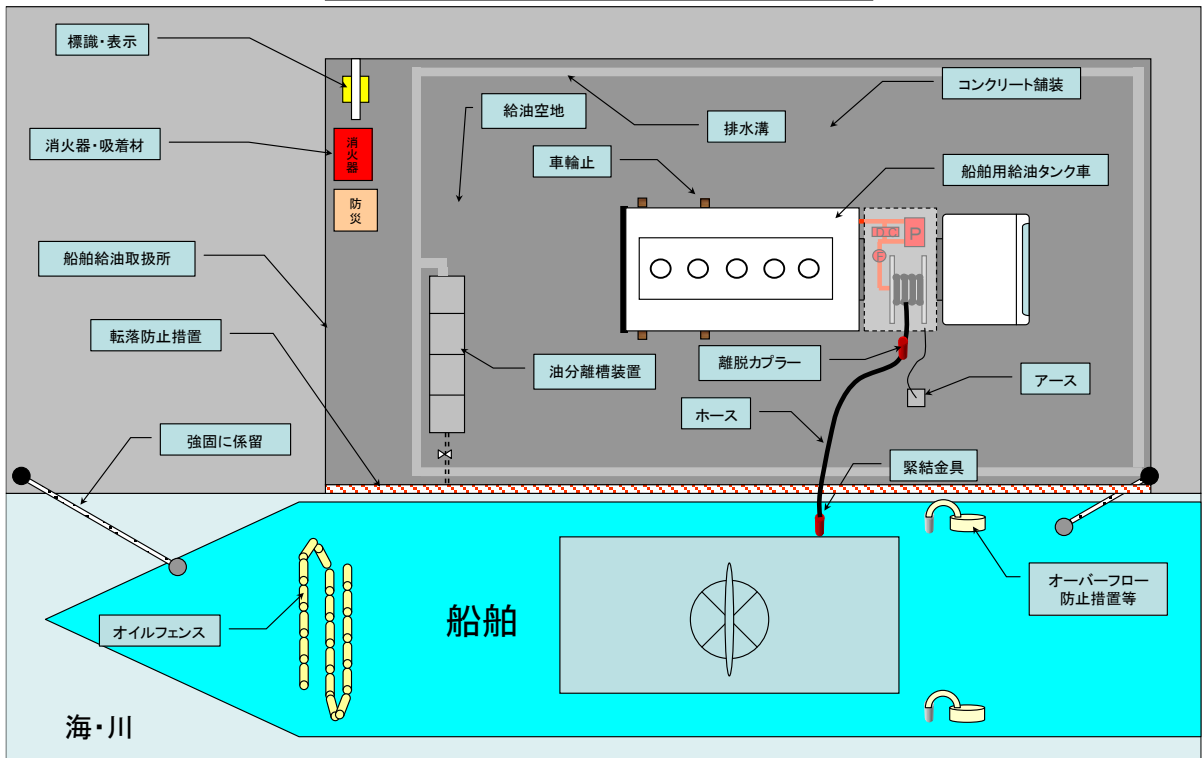 標識・表示
給油空地
コンクリート舗装
排水溝
消火器・吸着材
消
火
器
車輪止
船舶用給油タンク車
防
災
D
C
P
F
船舶給油取扱所
転落防止措置
油分離槽装置
離脱カプラー
アース
ホース
強固に係留
緊結金具
オーバーフロー
防止措置等
オイルフェンス
船舶
海・川